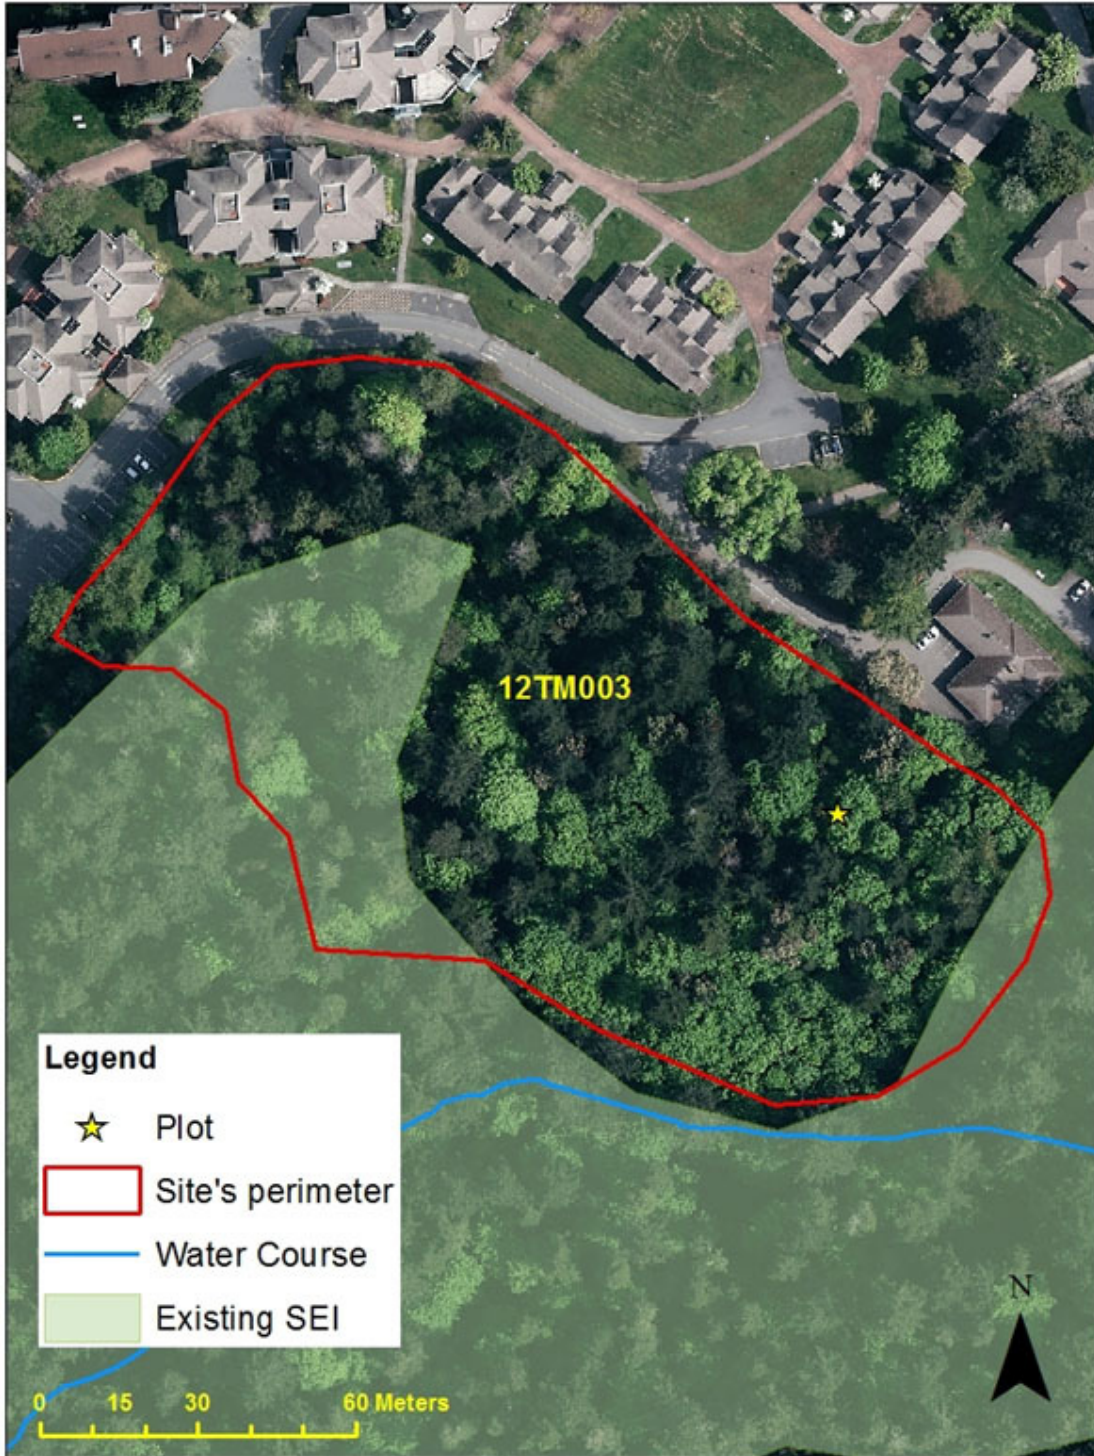 12TM003
Legend
Plot
Site's perimeter
Water Course
Existing SEI
N
0 15 30 60 Meters